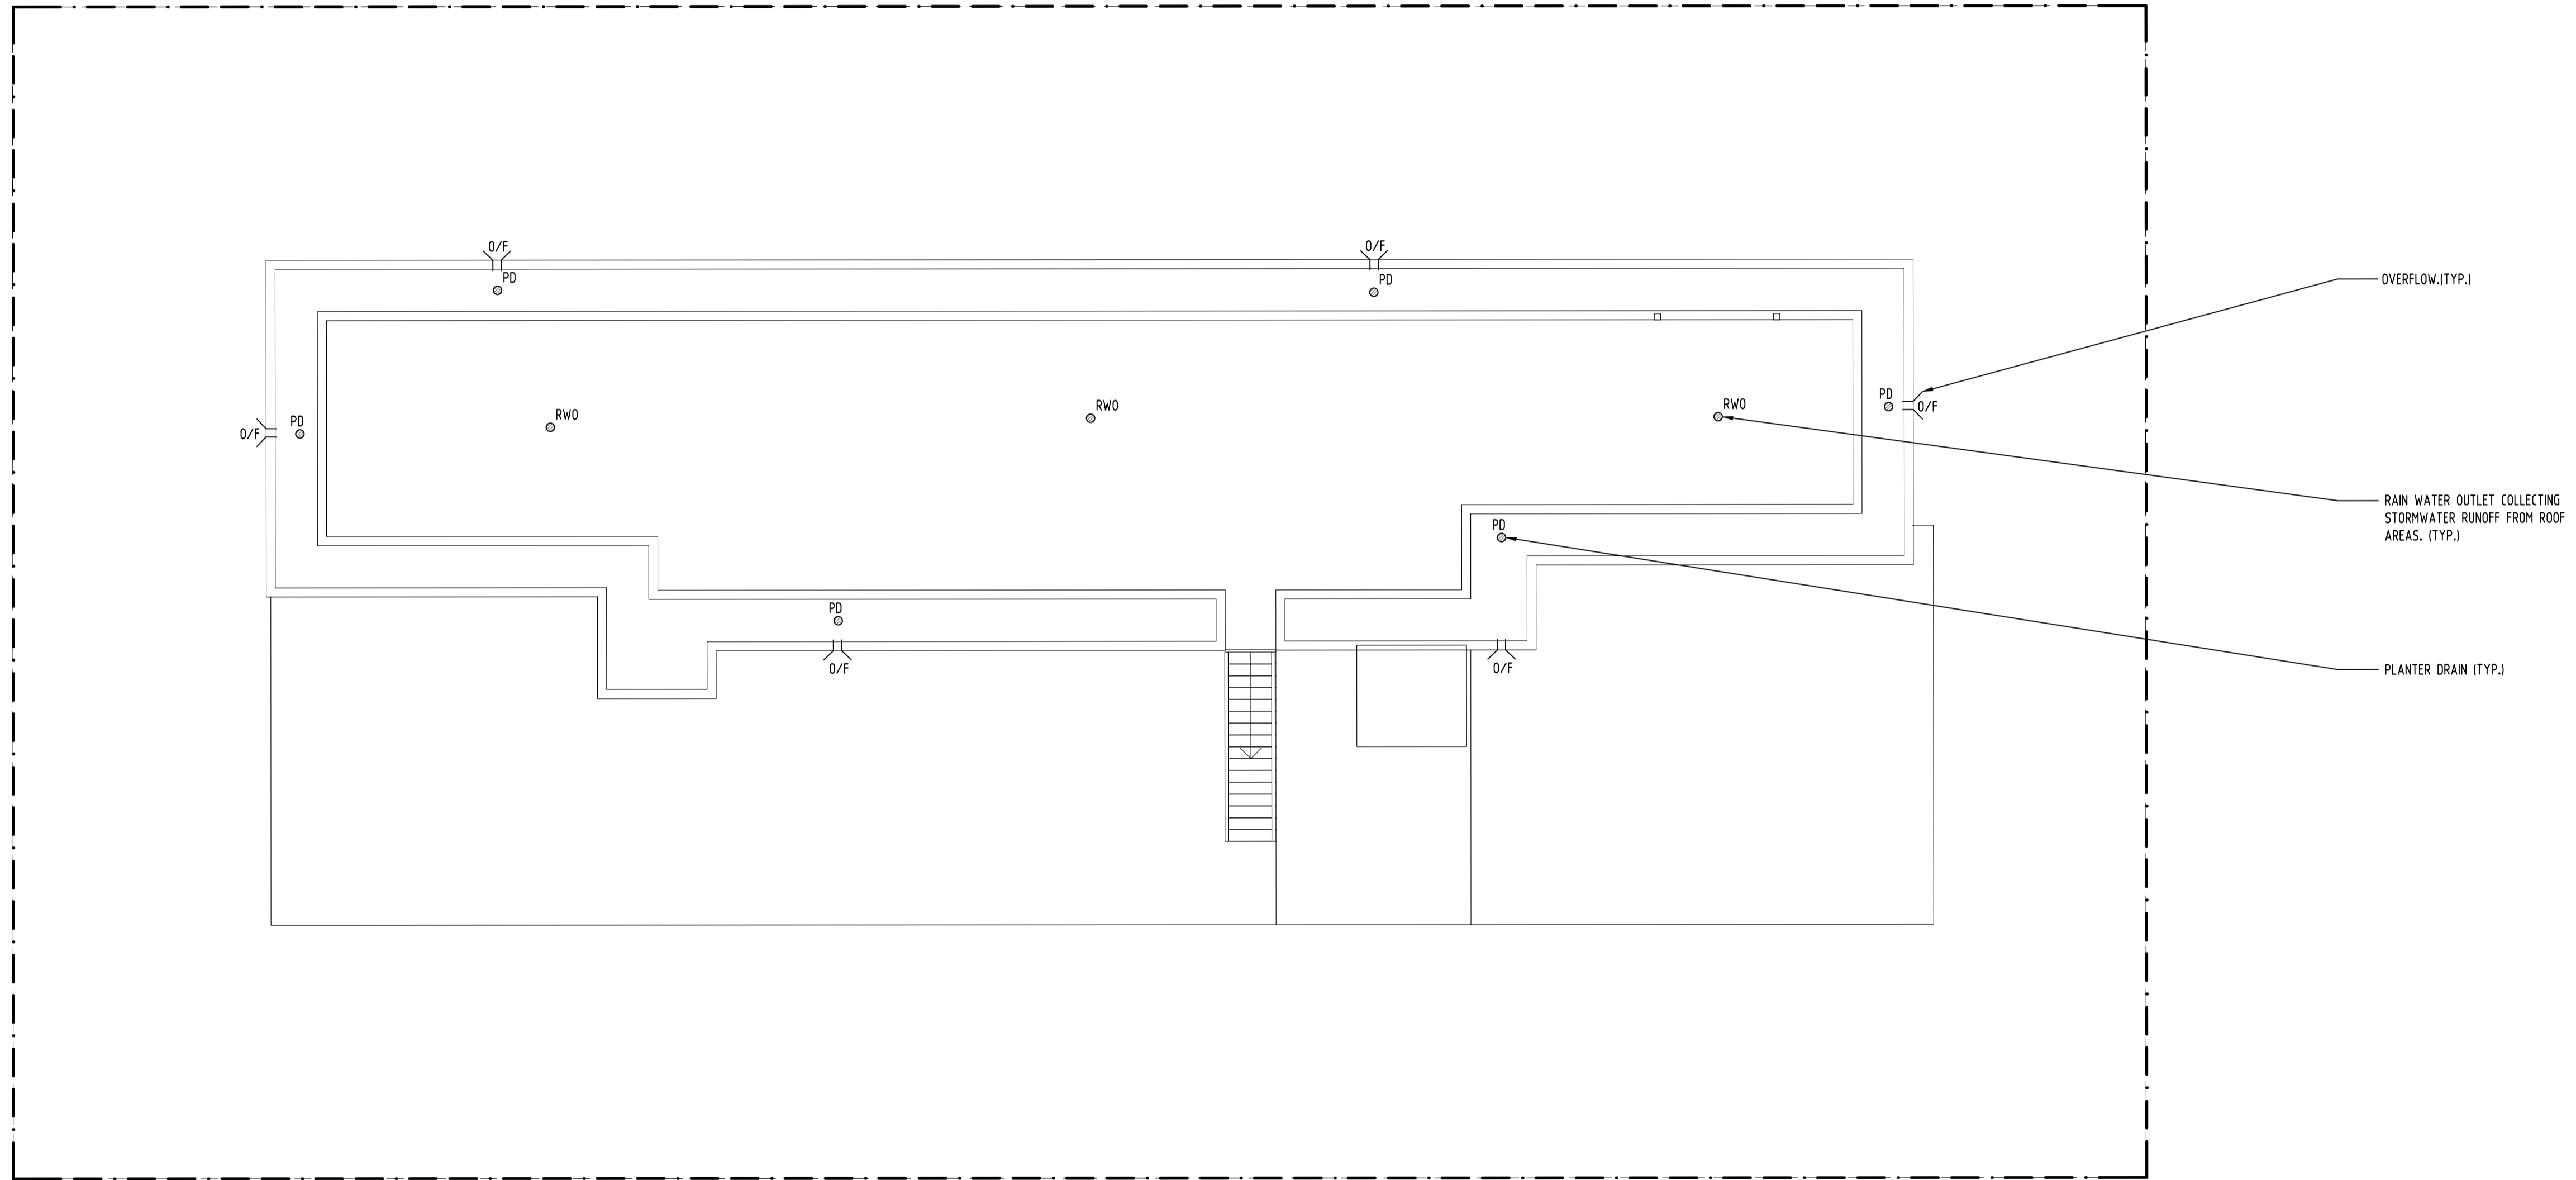 O/F
O/F
PD
PD
OVERFLOW.(TYP.)
PD
O/F
RWO
RWO
RWO
PD
O/F
RAIN WATER OUTLET COLLECTING
STORMWATER RUNOFF FROM ROOF
AREAS. (TYP.)
PD
PD
O/F
O/F
PLANTER DRAIN (TYP.)